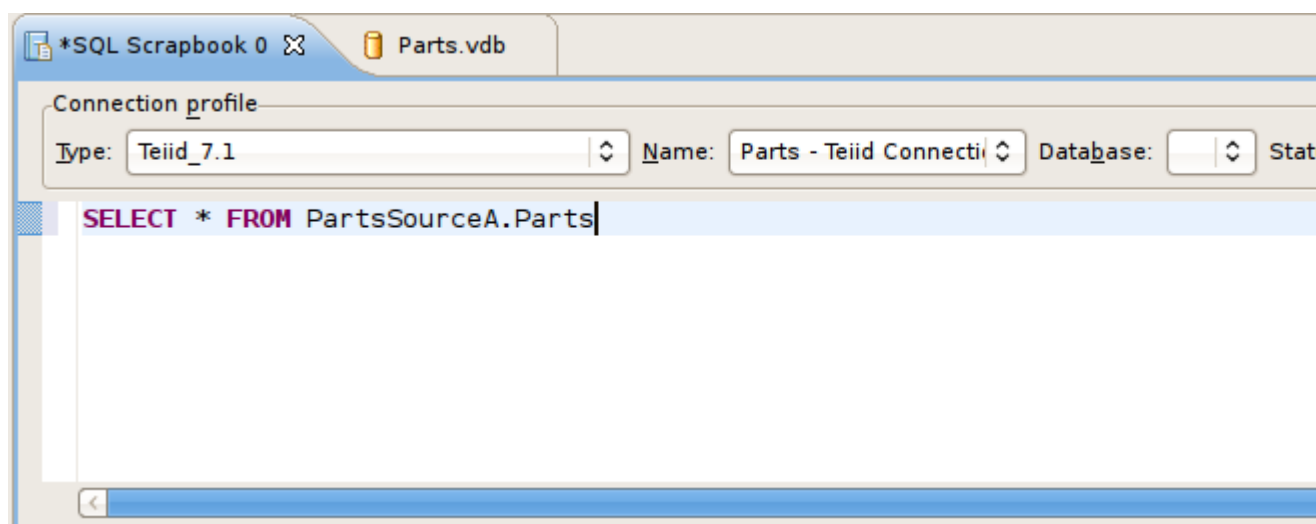 *SQL Scrapbook 0 Parts.vdb
Connection profile
Type: Teiid_7.1 Name: Parts - Teiid Connecti Database: Stat
SELECT * FROM PartsSourceA.Parts